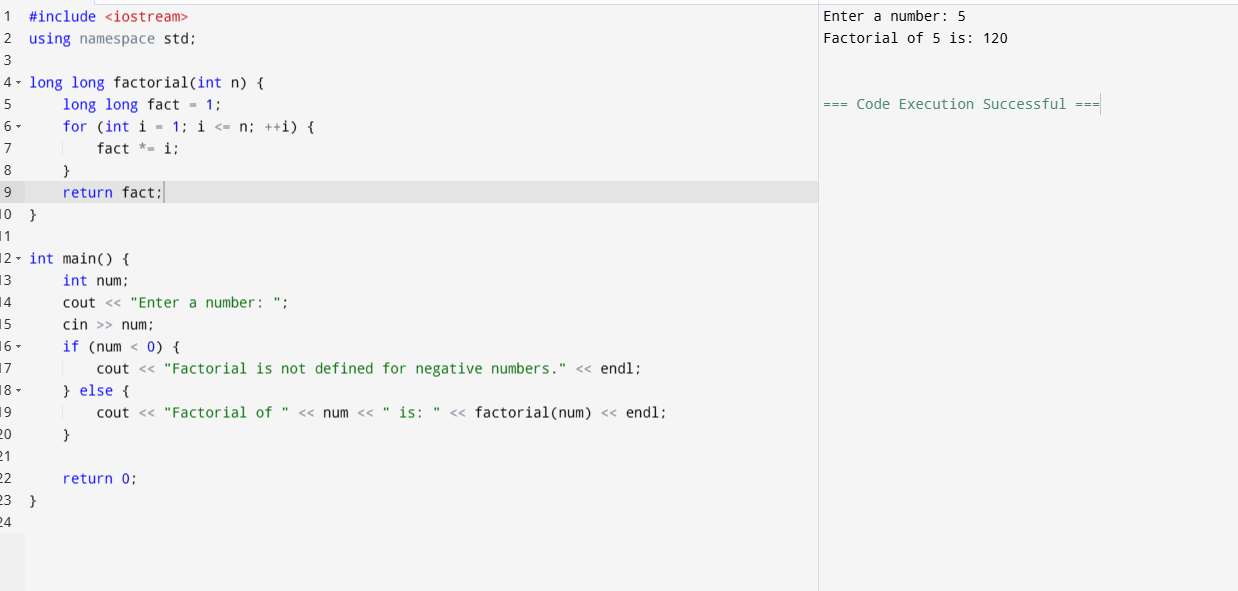 1 #include <iostream>
2 using namespace std;
3
4 long long factorial(int n) {
5     long long fact = 1;
6     for (int i = 1; i <= n; ++i) {
7         fact *= i;
8     }
9     return fact;
10 }
11
12 int main() {
13     int num;
14     cout << "Enter a number: ";
15     cin >> num;
16     if (num < 0) {
17         cout << "Factorial is not defined for negative numbers." << endl;
18     } else {
19         cout << "Factorial of " << num << " is: " << factorial(num) << endl;
20     }
21
22     return 0;
23 }
24
Enter a number: 5
Factorial of 5 is: 120
=== Code Execution Successful ===